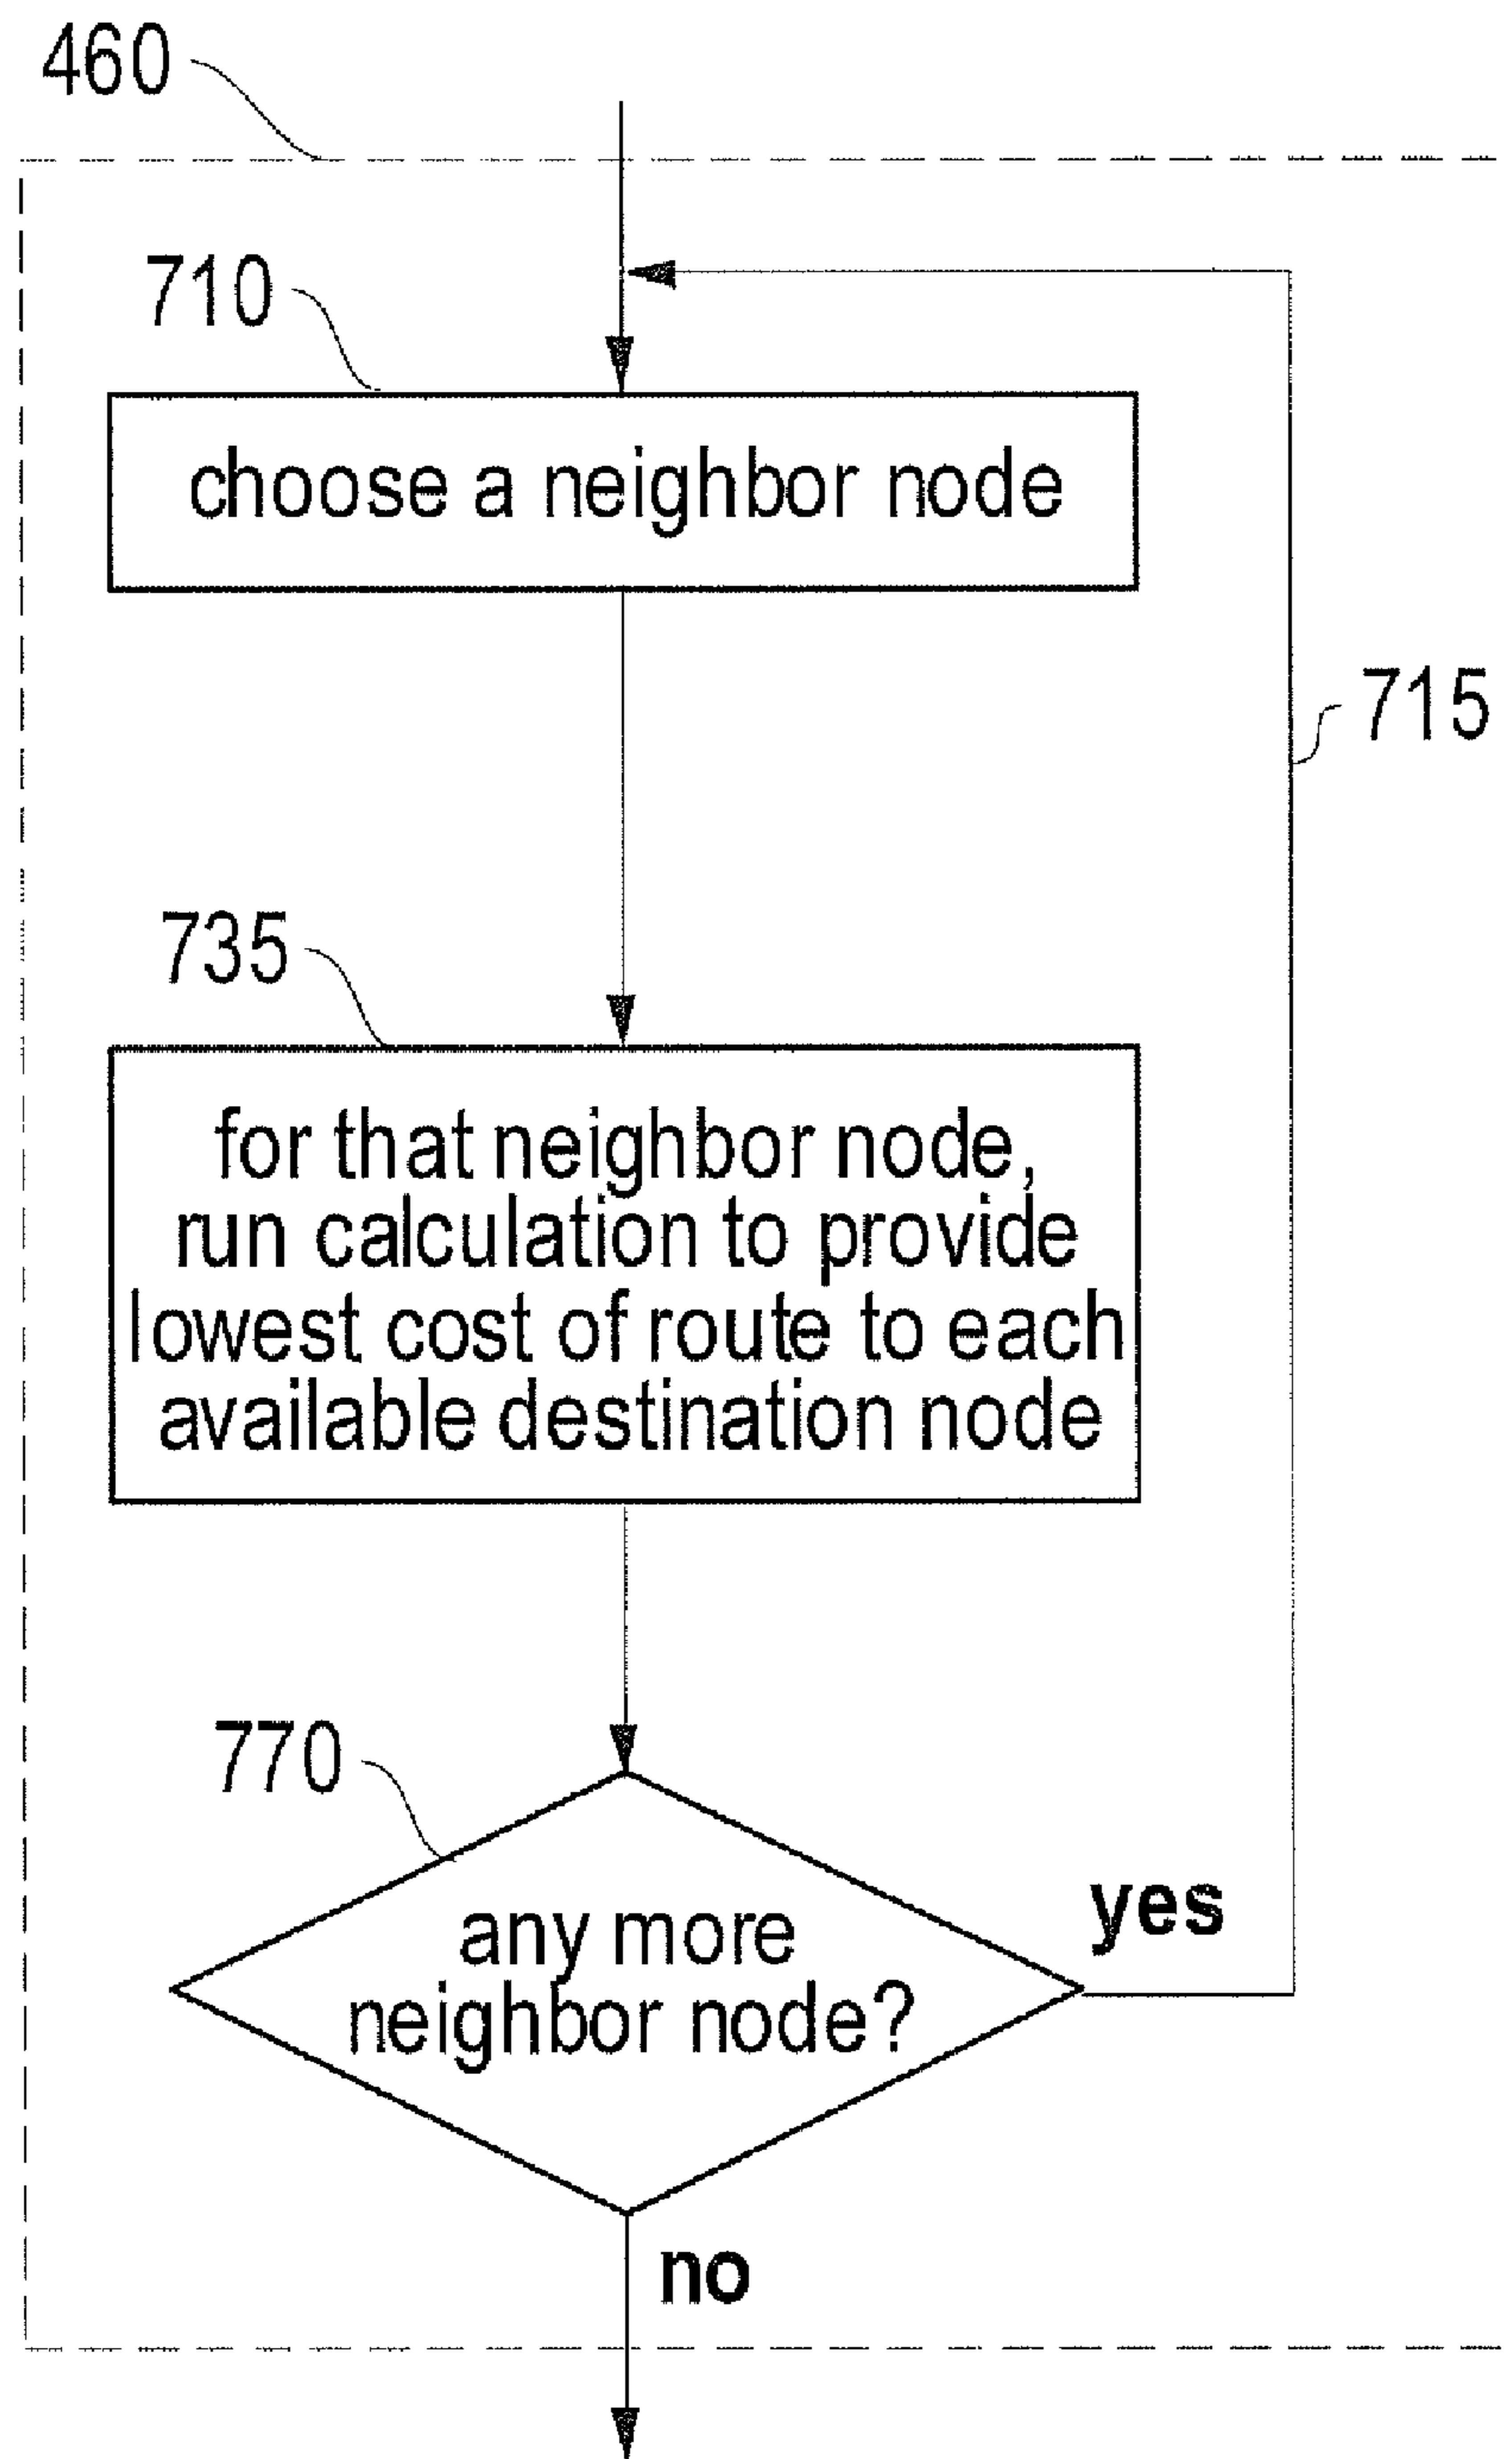 460
710
choose a neighbor node
715
735
for that neighbor node,
run calculation to provide
lowest cost of route to each
available destination node
770
any more
neighbor node?
yes
no